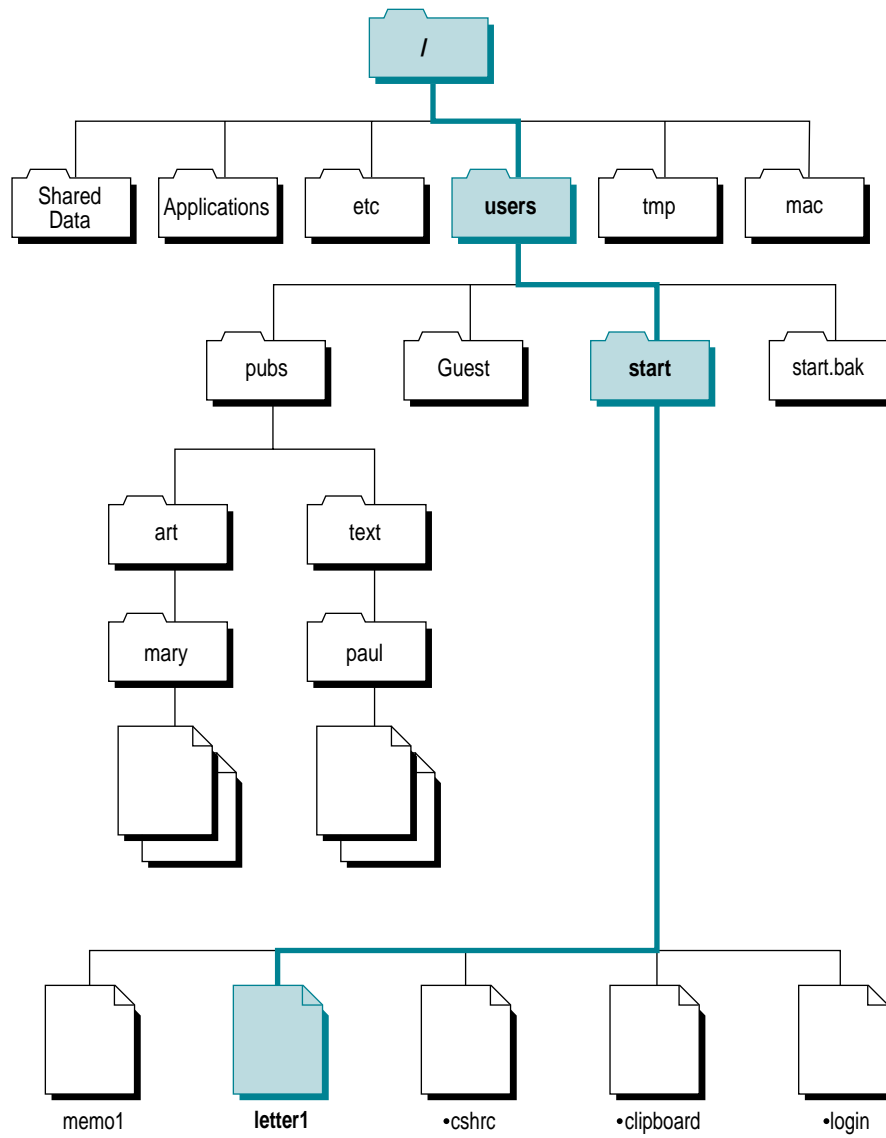 /
Shared
Data
Applications
etc
users
tmp
mac
pubs
Guest
start
start.bak
art
text
mary
paul
memo1
letter1
•cshrc
•clipboard
•login